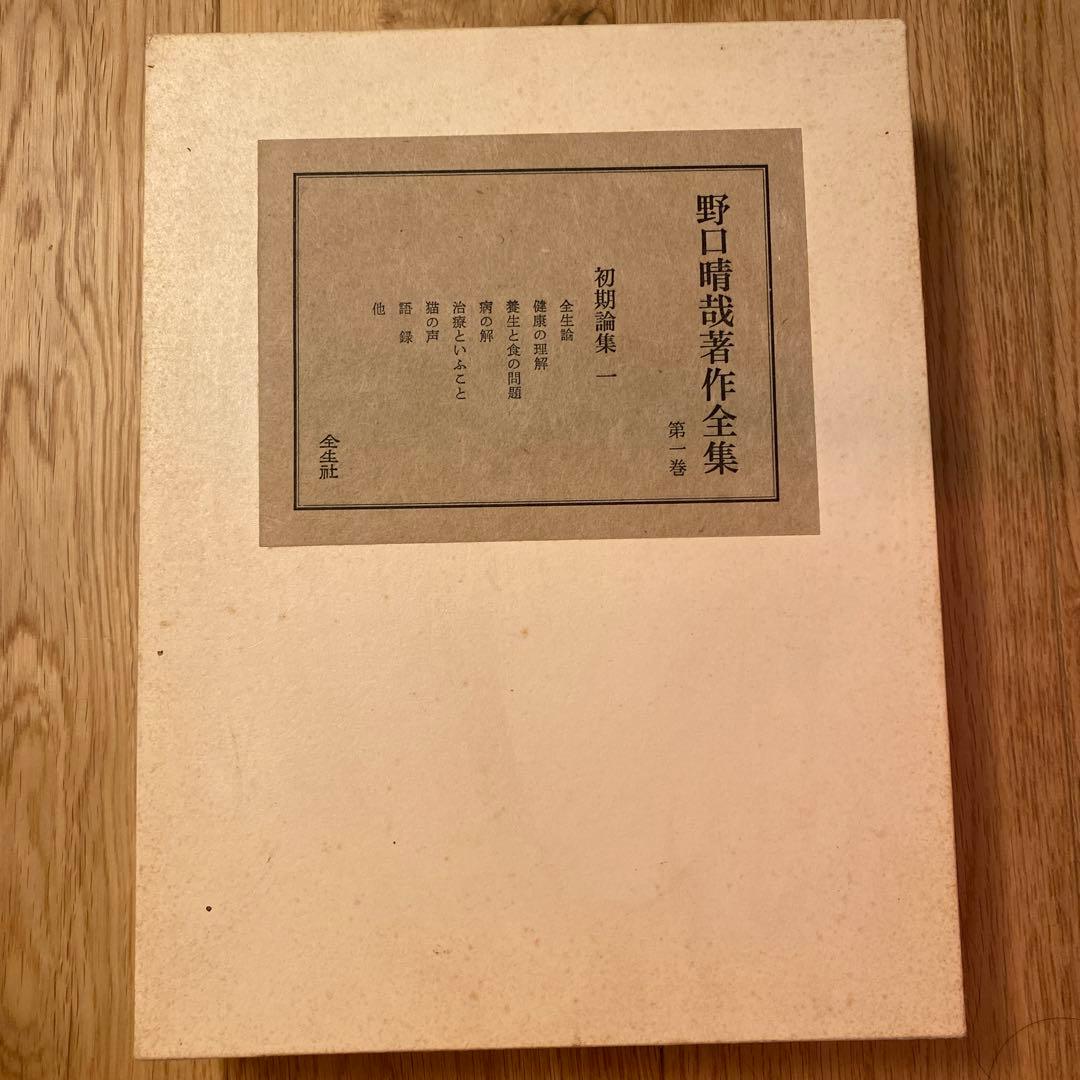 野口晴哉著作全集
第一巻
初期論集 一
全生論
健康の理解
養生と食の問題
病の解
治療といふこと
猫の声
語録
他
全生社